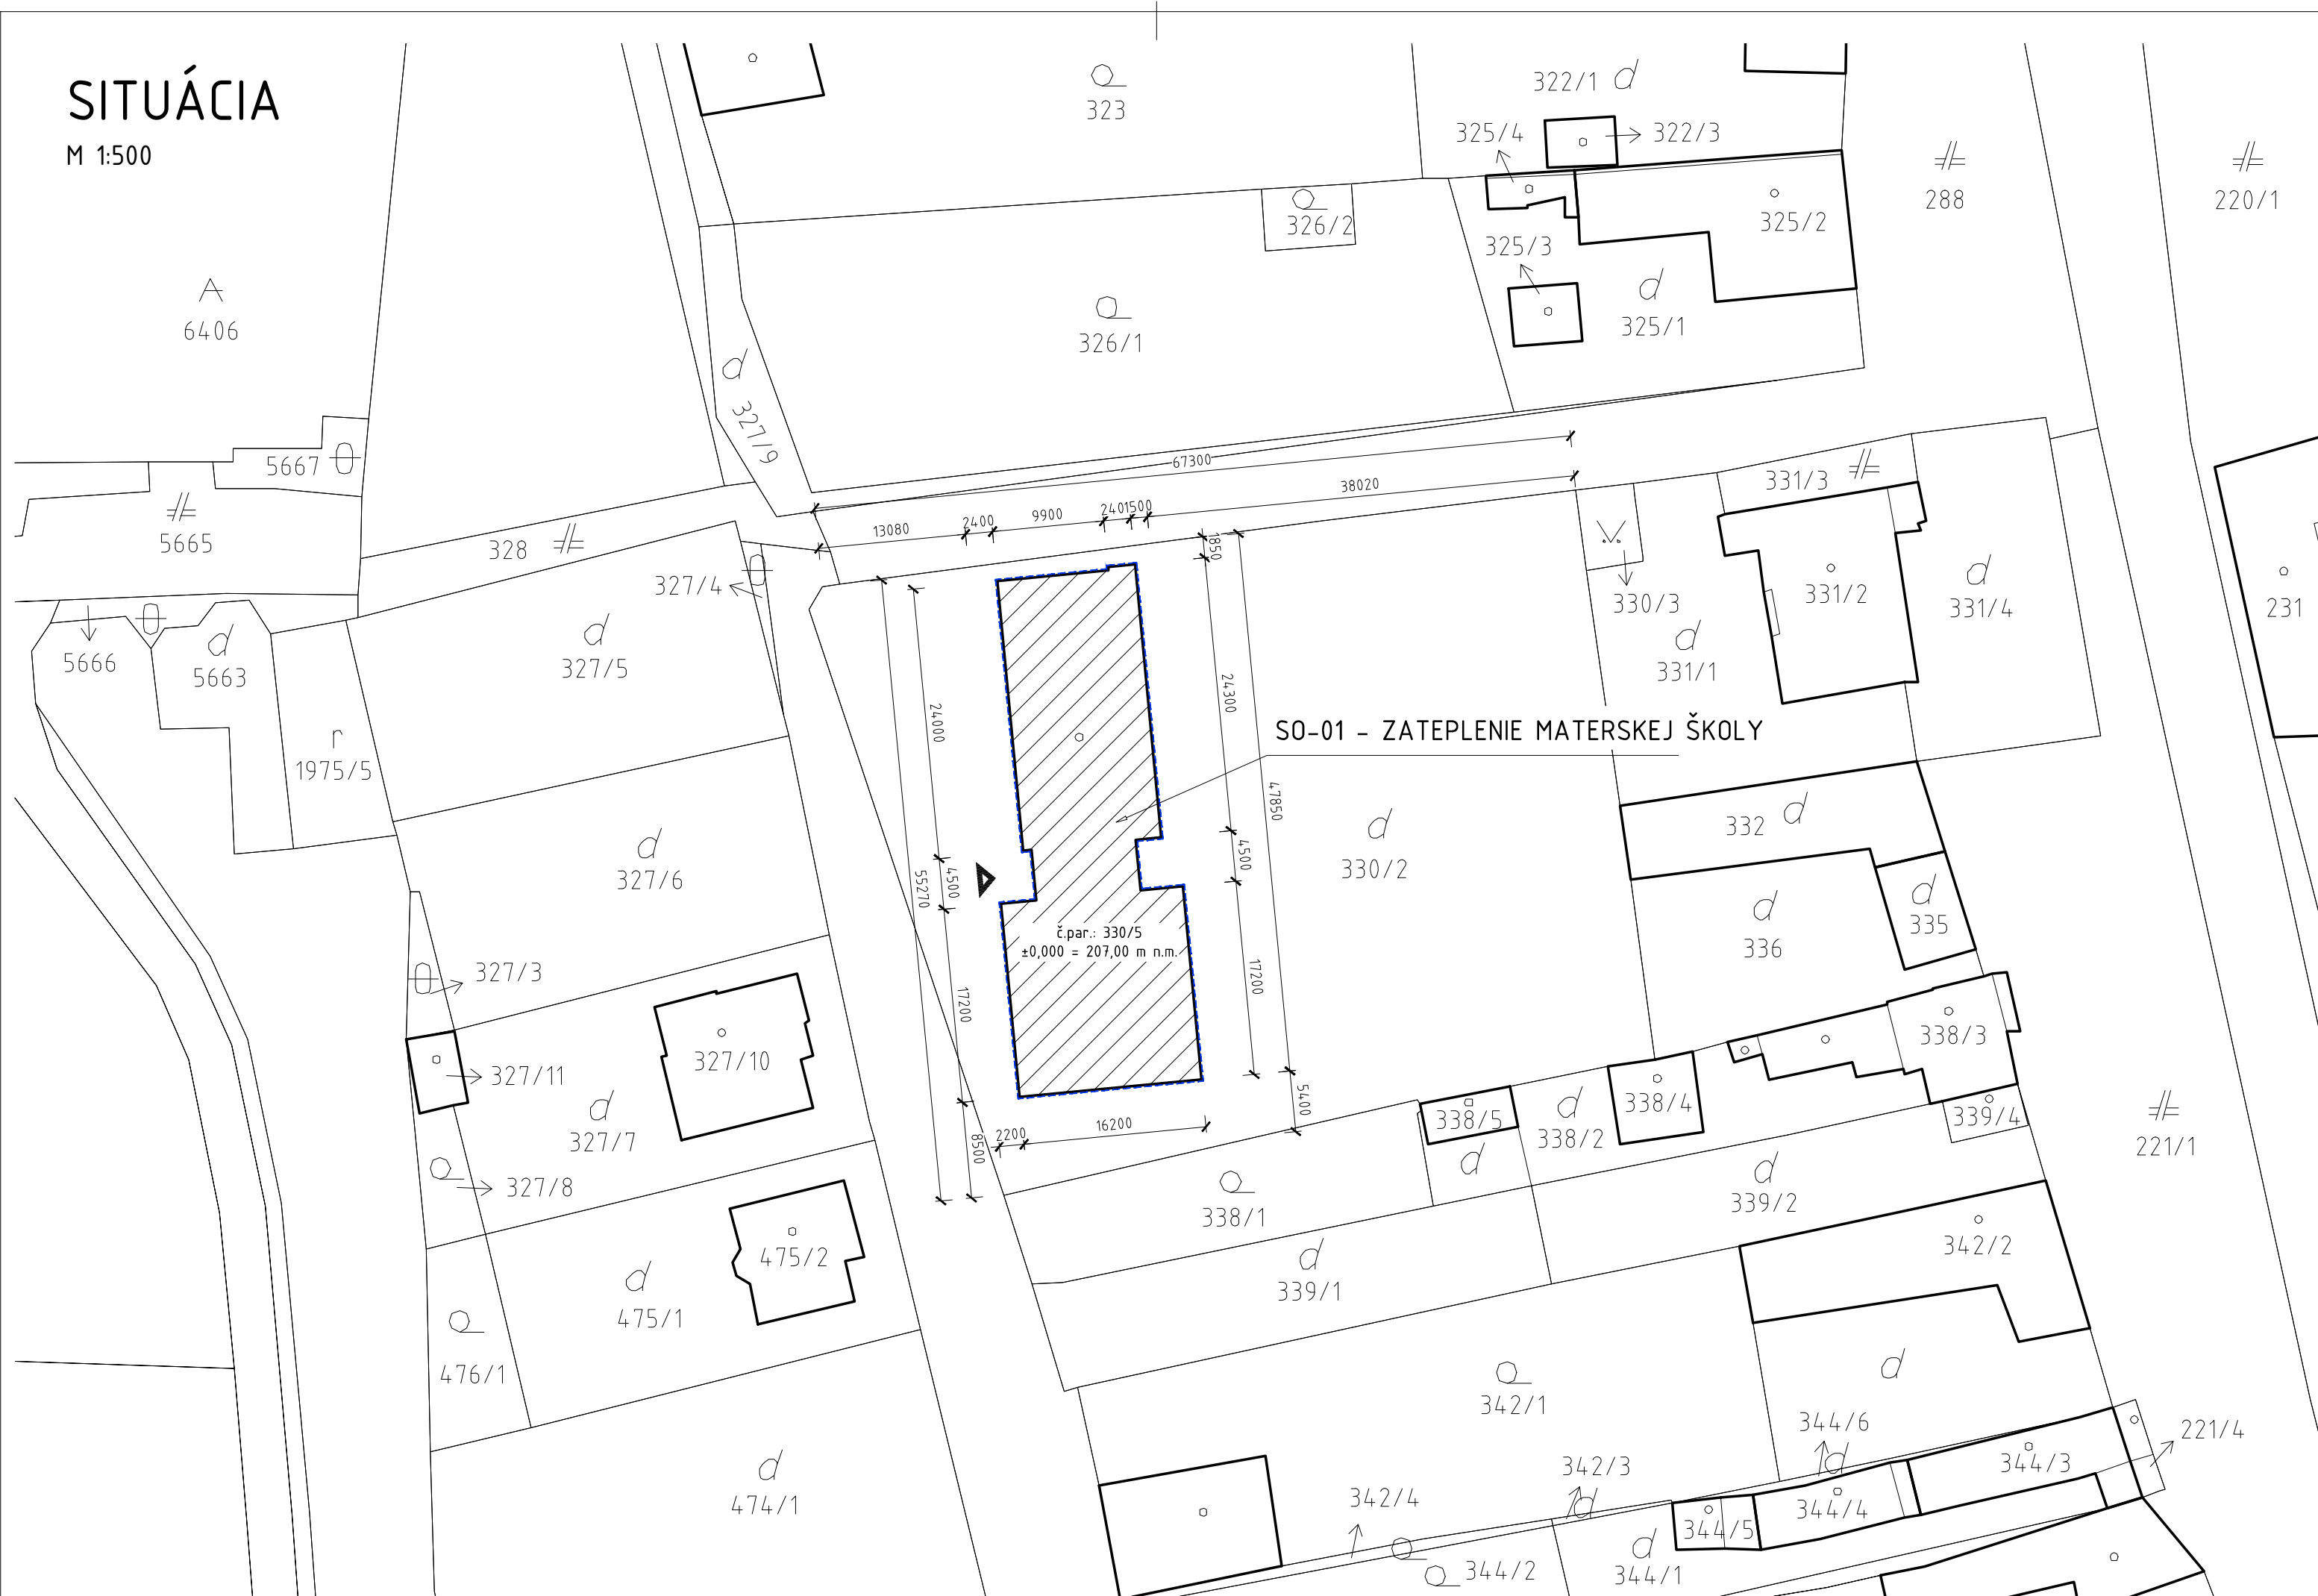 SITUÁCIA
M 1:500
323
322/1 d
325/4
322/3
325/2
288
220/1
326/2
325/3
d
325/1
6406
326/1
d
327/9
5667
5665
328
67300
38020
13080
2400
9900
240
1500
1850
331/3
327/4
330/3
331/2
d
331/4
231
d
327/5
d
331/1
5666
d
5663
r
1975/5
24000
24300
SO-01 - ZATEPLENIE MATERSKEJ ŠKOLY
47850
d
330/2
332 d
d
327/6
4500
4500
55270
d
336
d
335
č.par.: 330/5
±0,000 = 207,00 m n.m.
327/3
17200
17200
327/10
327/11
338/3
d
327/7
5400
2200
16200
8500
338/5
d
d
338/2
338/4
339/4
221/1
327/8
338/1
d
339/2
d
339/1
342/2
475/2
d
475/1
476/1
342/1
d
344/6
d
221/4
344/3
d
474/1
342/3
d
342/4
344/4
344/5
344/2
d
344/1